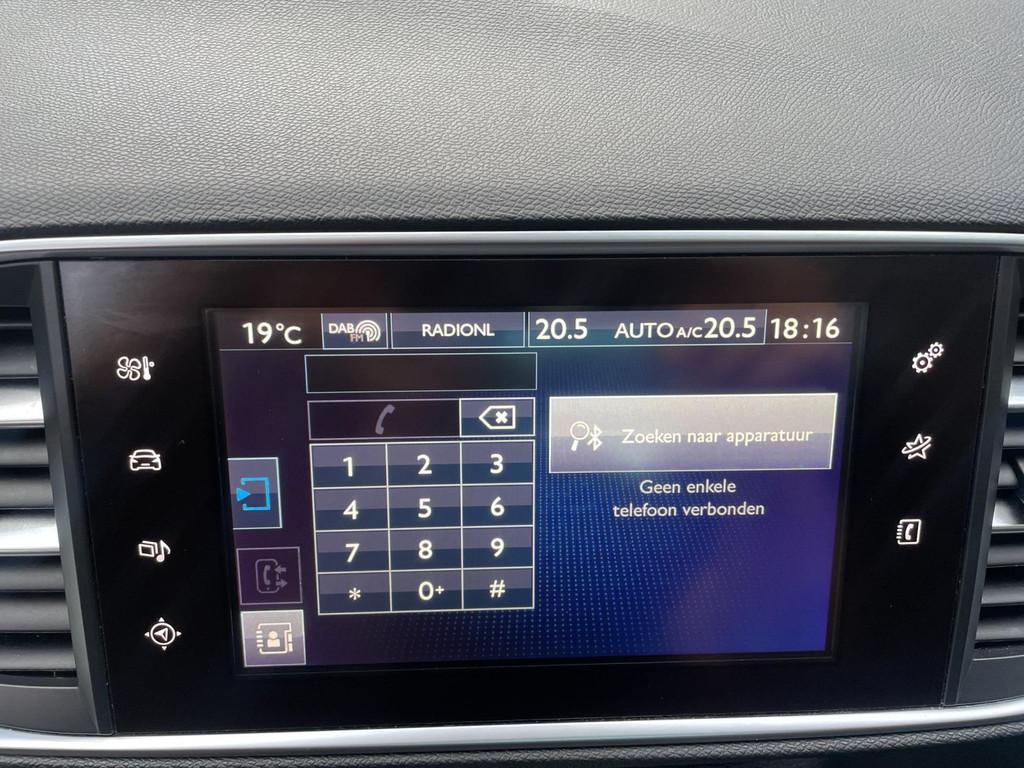 19°C DAB FM RADIONL 20.5 AUTO A/C 20.5 18:16
Zoeken naar apparatuur
Geen enkele
telefoon verbonden
1 2 3
4 5 6
7 8 9
* 0+ #